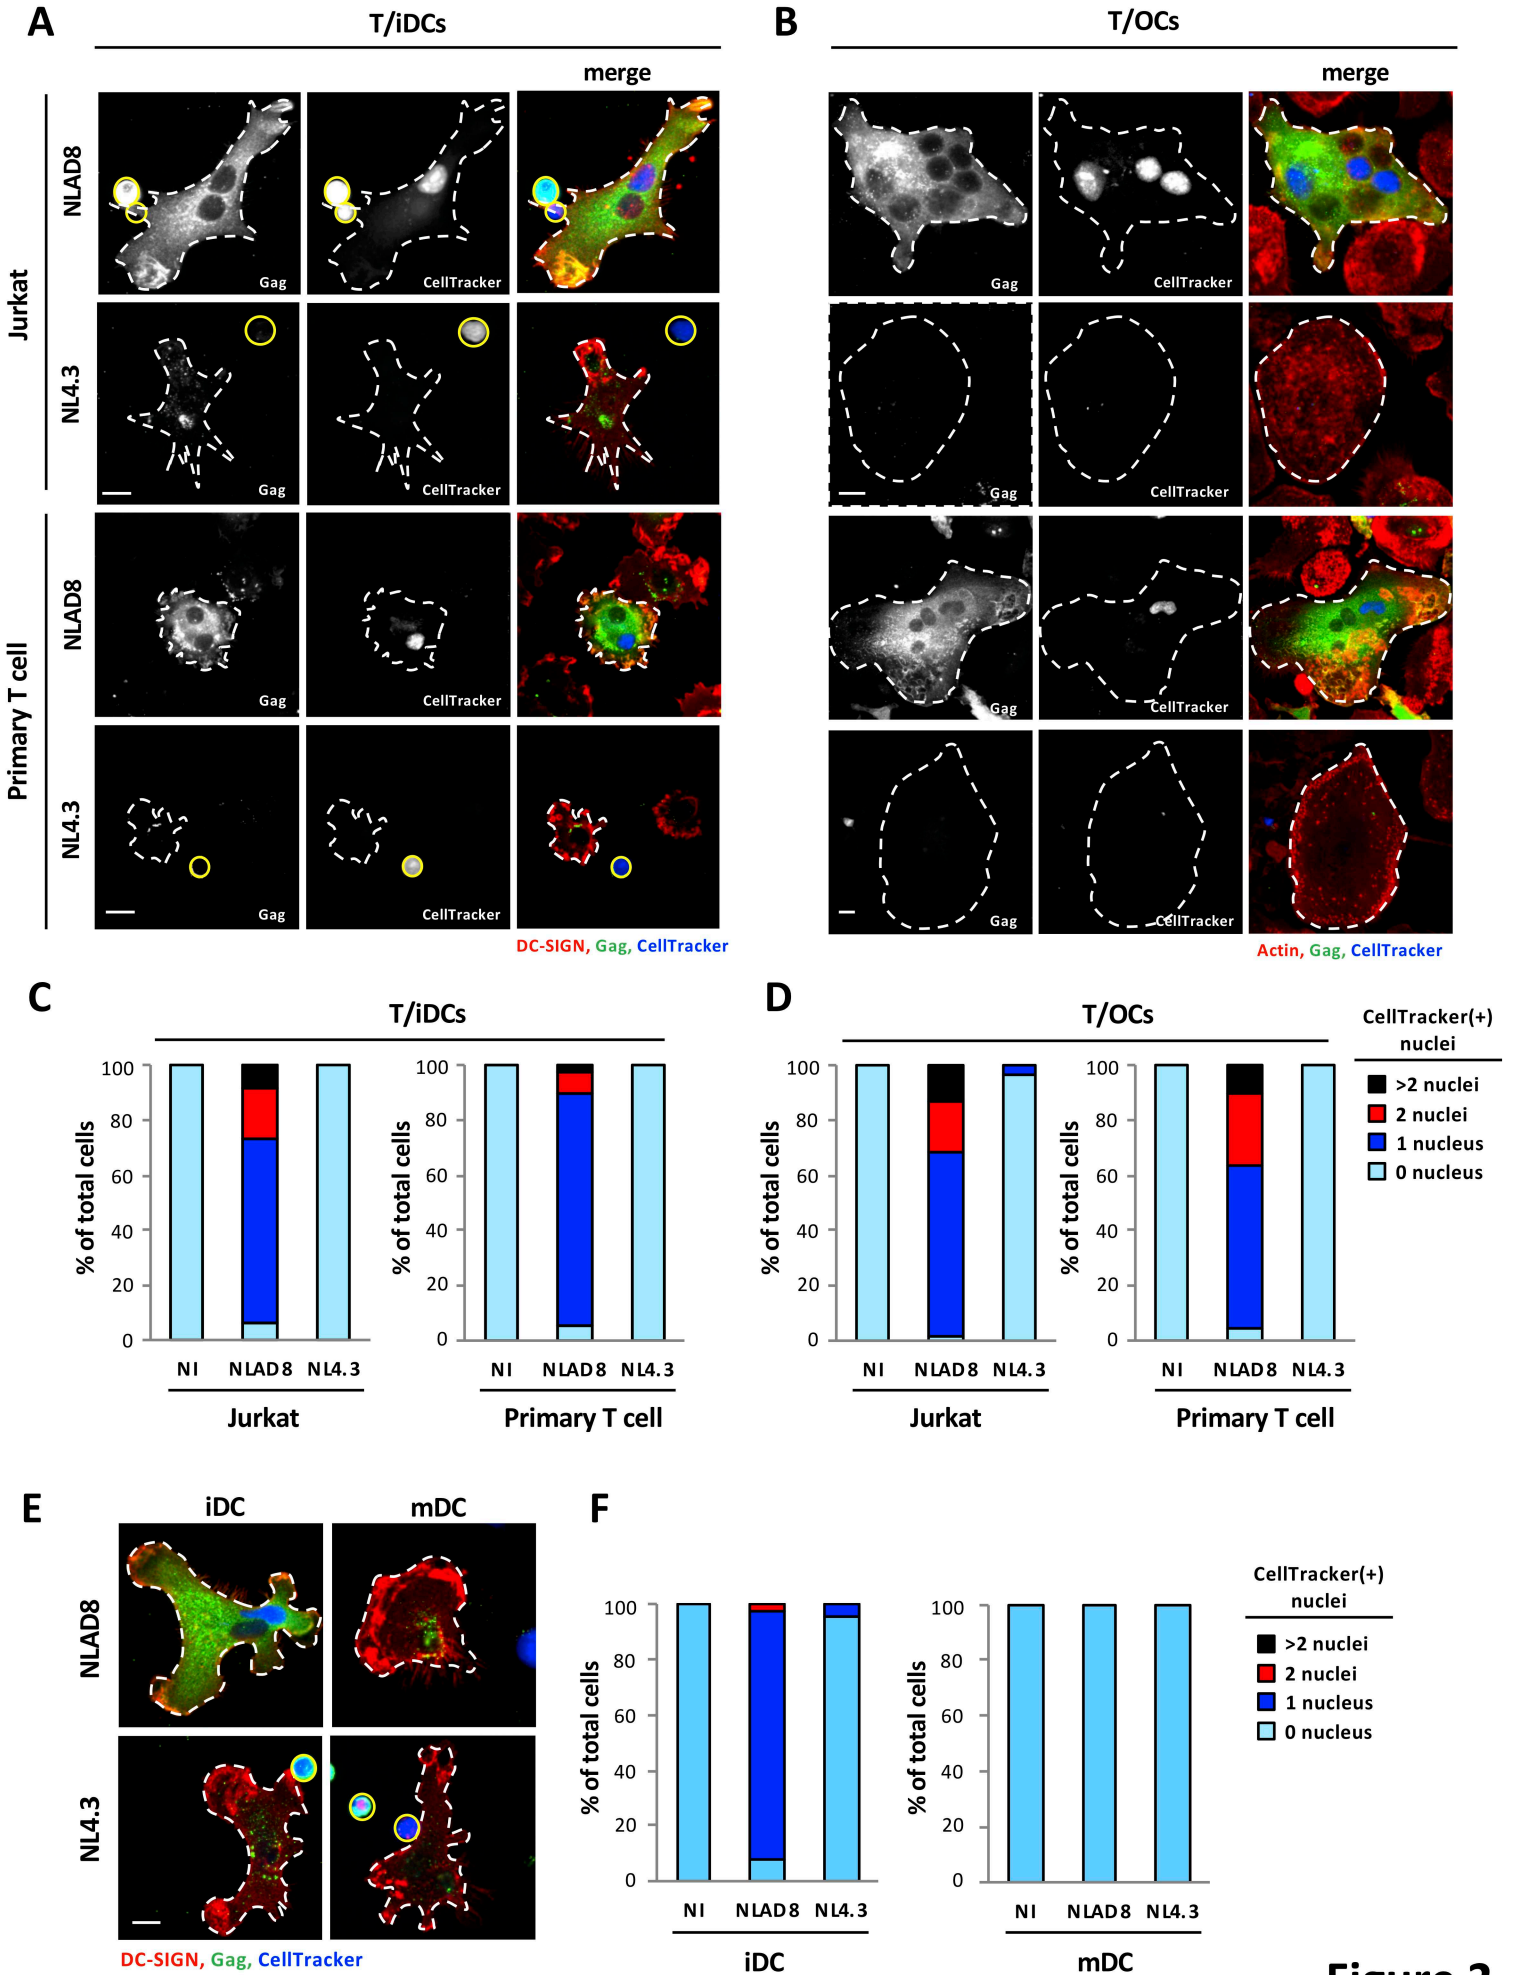 A
T/iDCs
merge
Jurkat
NLAD8
Gag
CellTracker
NL4.3
Gag
CellTracker
Primary T cell
NLAD8
Gag
CellTracker
NL4.3
Gag
CellTracker
DC-SIGN, Gag, CellTracker
B
T/OCs
merge
Gag
CellTracker
Gag
CellTracker
Gag
CellTracker
Gag
CellTracker
Actin, Gag, CellTracker
C
T/iDCs
% of total cells
100
80
60
40
20
0
NI NLAD8 NL4.3
Jurkat
% of total cells
100
80
60
40
20
0
NI NLAD8 NL4.3
Primary T cell
D
T/OCs
% of total cells
100
80
60
40
20
0
NI NLAD8 NL4.3
Jurkat
% of total cells
100
80
60
40
20
0
NI NLAD8 NL4.3
Primary T cell
CellTracker(+)
nuclei
>2 nuclei
2 nuclei
1 nucleus
0 nucleus
E
iDC mDC
NLAD8
NL4.3
DC-SIGN, Gag, CellTracker
F
% of total cells
100
80
60
40
20
0
NI NLAD8 NL4.3
iDC
% of total cells
100
80
60
40
20
0
NI NLAD8 NL4.3
mDC
CellTracker(+)
nuclei
>2 nuclei
2 nuclei
1 nucleus
0 nucleus